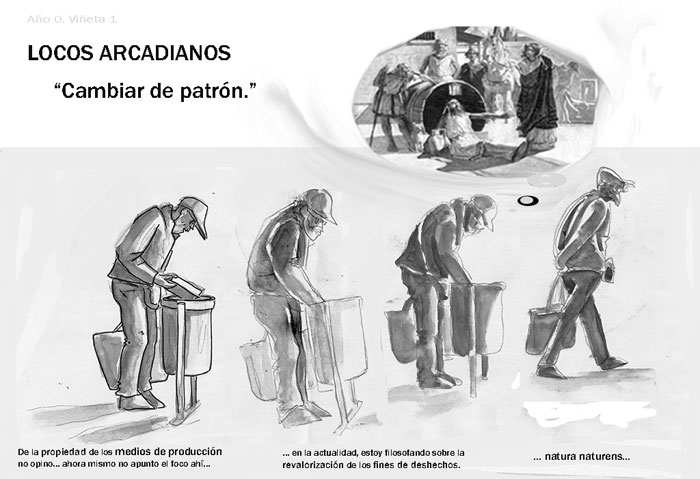 Año 0. Viñeta 1
LOCOS ARCADIANOS
“Cambiar de patrón.”
De la propiedad de los medios de producción
no opino... ahora mismo no apunto el foco ahí...
... en la actualidad, estoy filosofando sobre la
revalorización de los fines de deshechos.
... natura naturens...